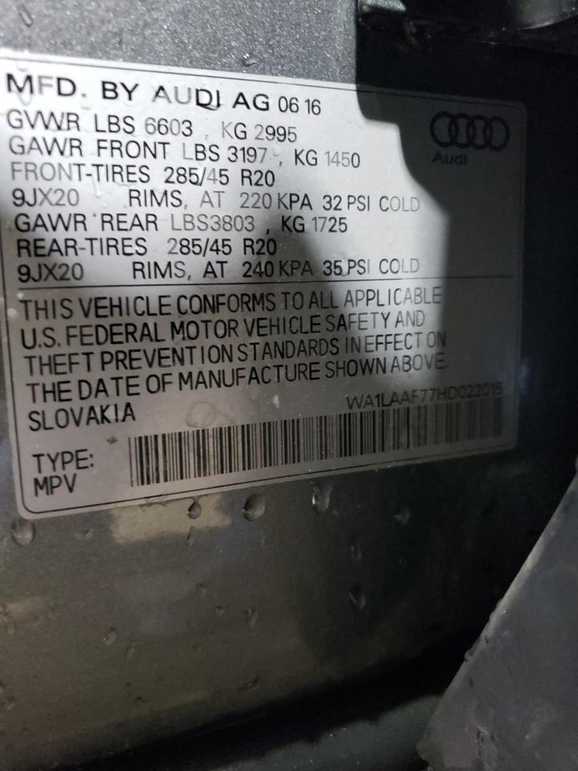 MFD. BY AUDI AG 06 16
GVWR LBS 6603 , KG 2995
GAWR FRONT LBS 3197, KG 1450
FRONT-TIRES 285/45 R20
9JX20 RIMS, AT 220 KPA 32 PSI COLD
GAWR REAR LBS3803 , KG 1725
REAR-TIRES 285/45 R20
9JX20 RIMS, AT 240 KPA 35 PSI COLD
Audi
THIS VEHICLE CONFORMS TO ALL APPLICABLE
U.S. FEDERAL MOTOR VEHICLE SAFETY AND
THEFT PREVENTION STANDARDS IN EFFECT ON
THE DATE OF MANUFACTURE SHOWN ABOVE.
SLOVAKIA
WA1LAAF77HD022015
TYPE:
MPV